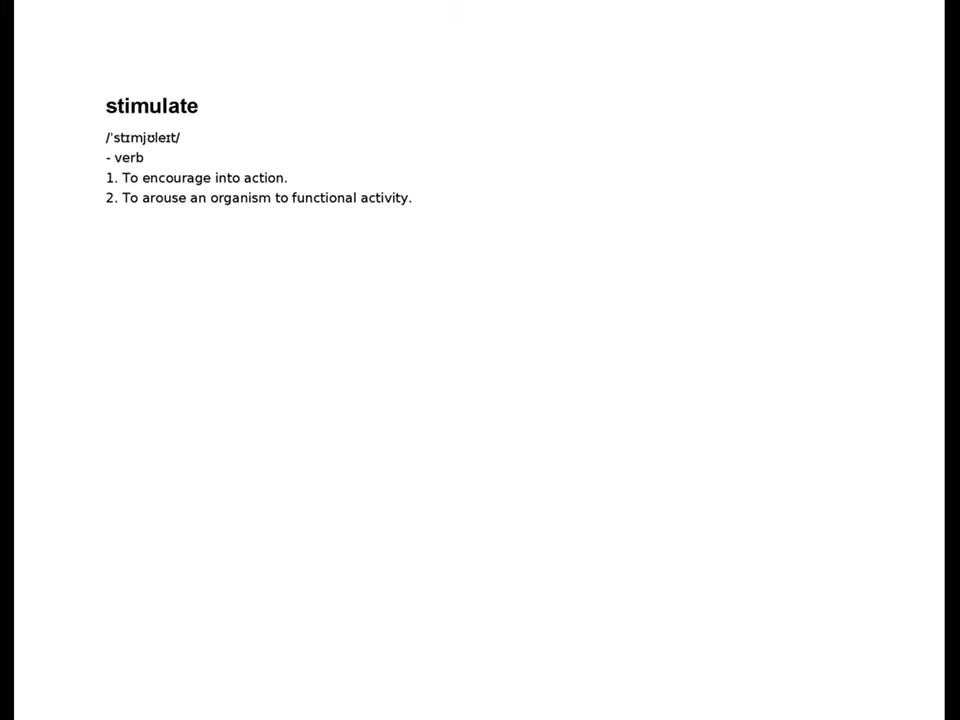 stimulate
/ˈstɪmjʊleɪt/
- verb
1. To encourage into action.
2. To arouse an organism to functional activity.